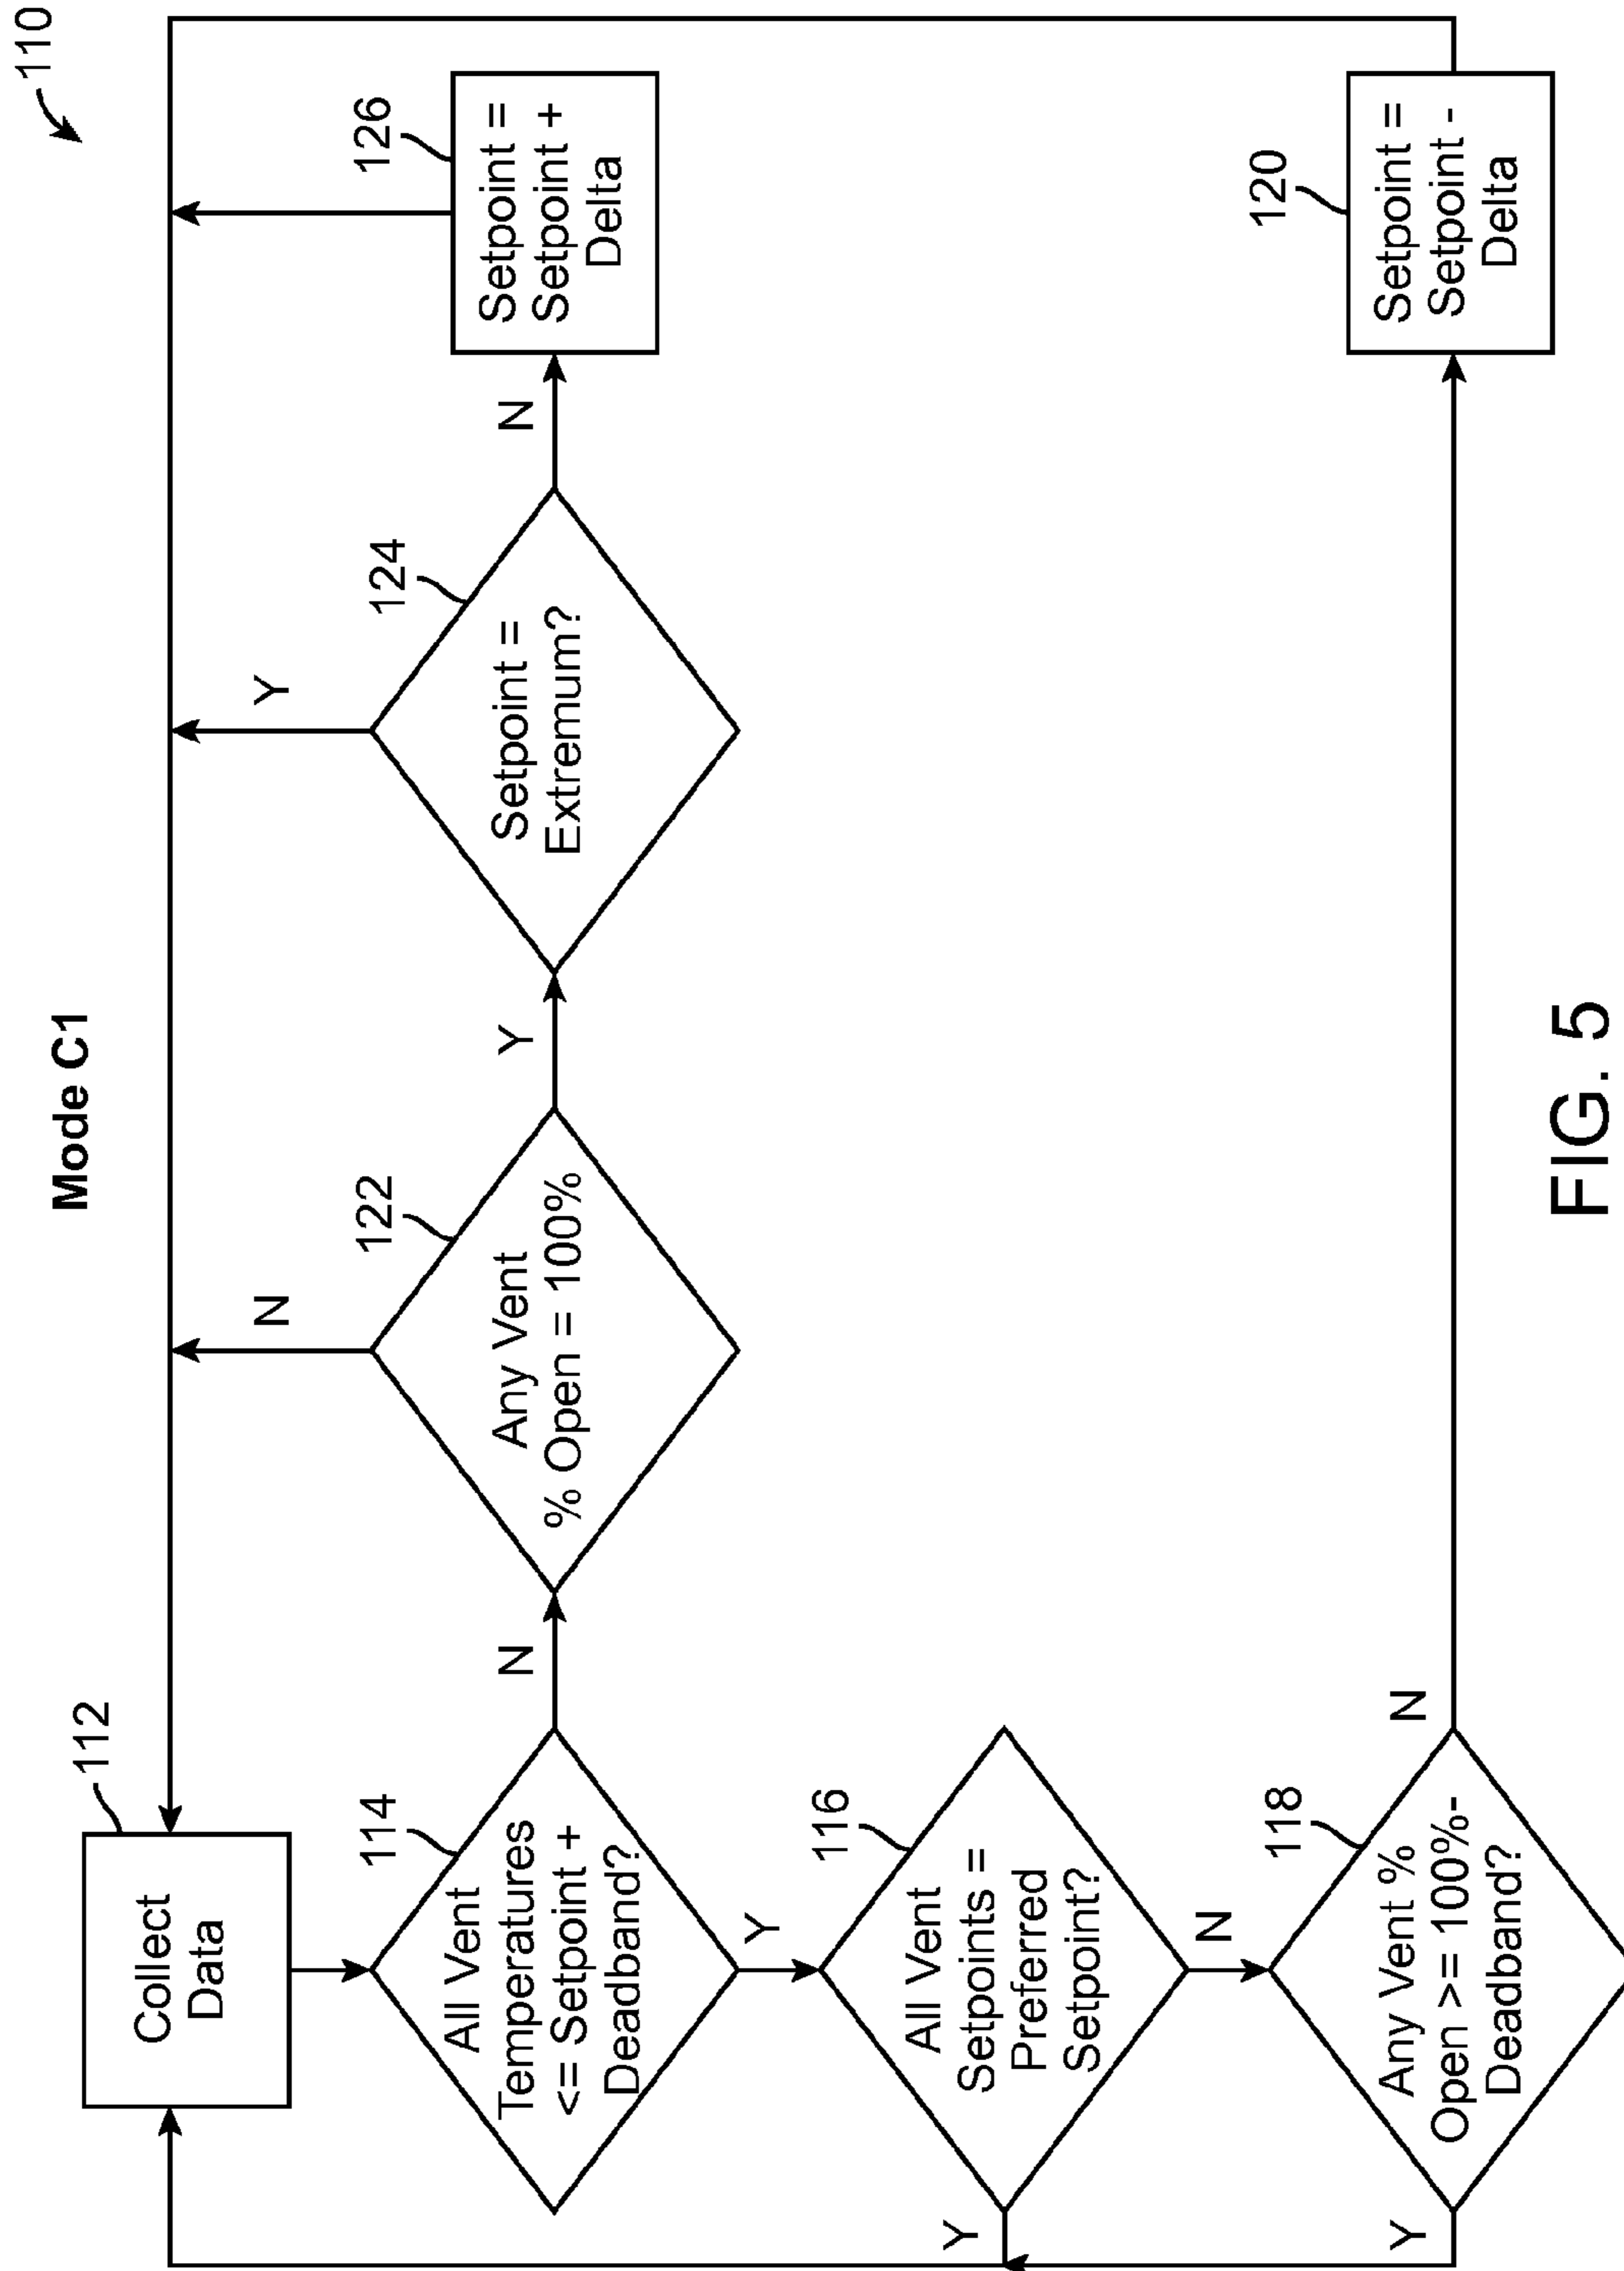 110
Mode C1
112
Collect
Data
114
All Vent
Temperatures
<= Setpoint +
Deadband?
N
122
Any Vent
% Open = 100%
N
Y
124
Setpoint =
Extremum?
Y
N
126
Setpoint =
Setpoint +
Delta
Y
116
All Vent
Setpoints =
Preferred
Setpoint?
Y
N
118
Any Vent %
Open >= 100%-
Deadband?
Y
N
120
Setpoint =
Setpoint -
Delta
FIG. 5